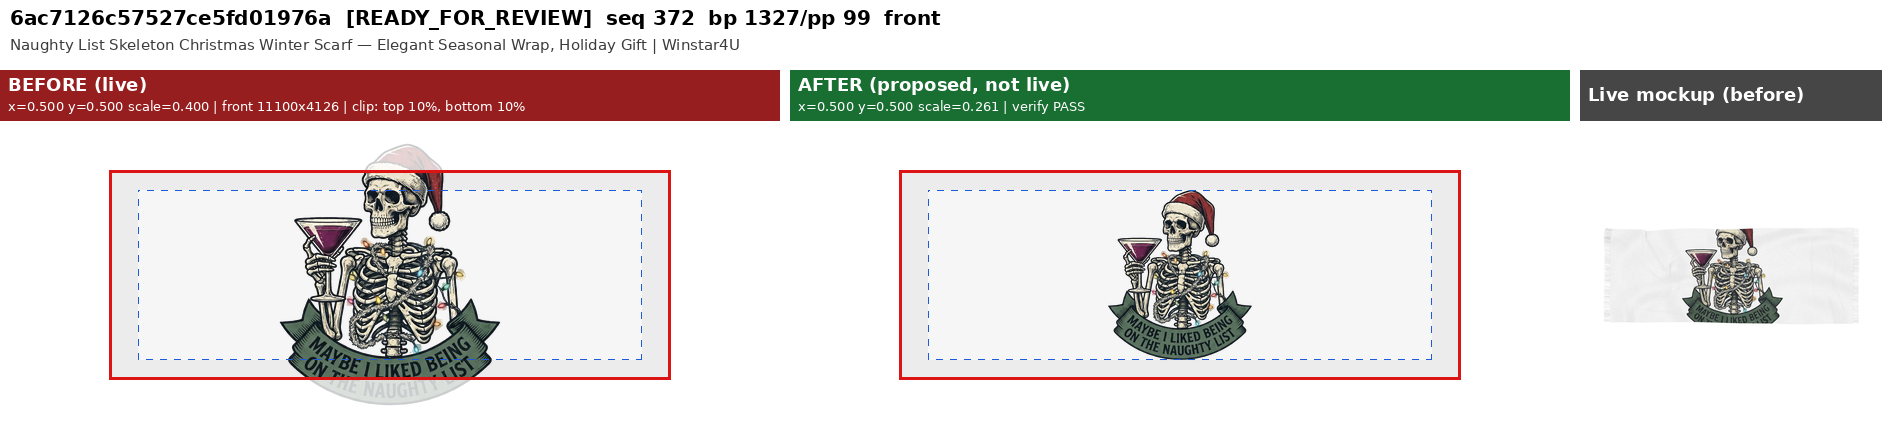 6ac7126c57527ce5fd01976a [READY_FOR_REVIEW] seq 372 bp 1327/pp 99 front
Naughty List Skeleton Christmas Winter Scarf — Elegant Seasonal Wrap, Holiday Gift | Winstar4U
BEFORE (live)
x=0.500 y=0.500 scale=0.400 | front 11100x4126 | clip: top 10%, bottom 10%
AFTER (proposed, not live)
x=0.500 y=0.500 scale=0.261 | verify PASS
Live mockup (before)
MAYBE I LIKED BEING
ON THE NAUGHTY LIST
MAYBE I LIKED BEING
ON THE NAUGHTY LIST
MAYBE I LIKED BEING